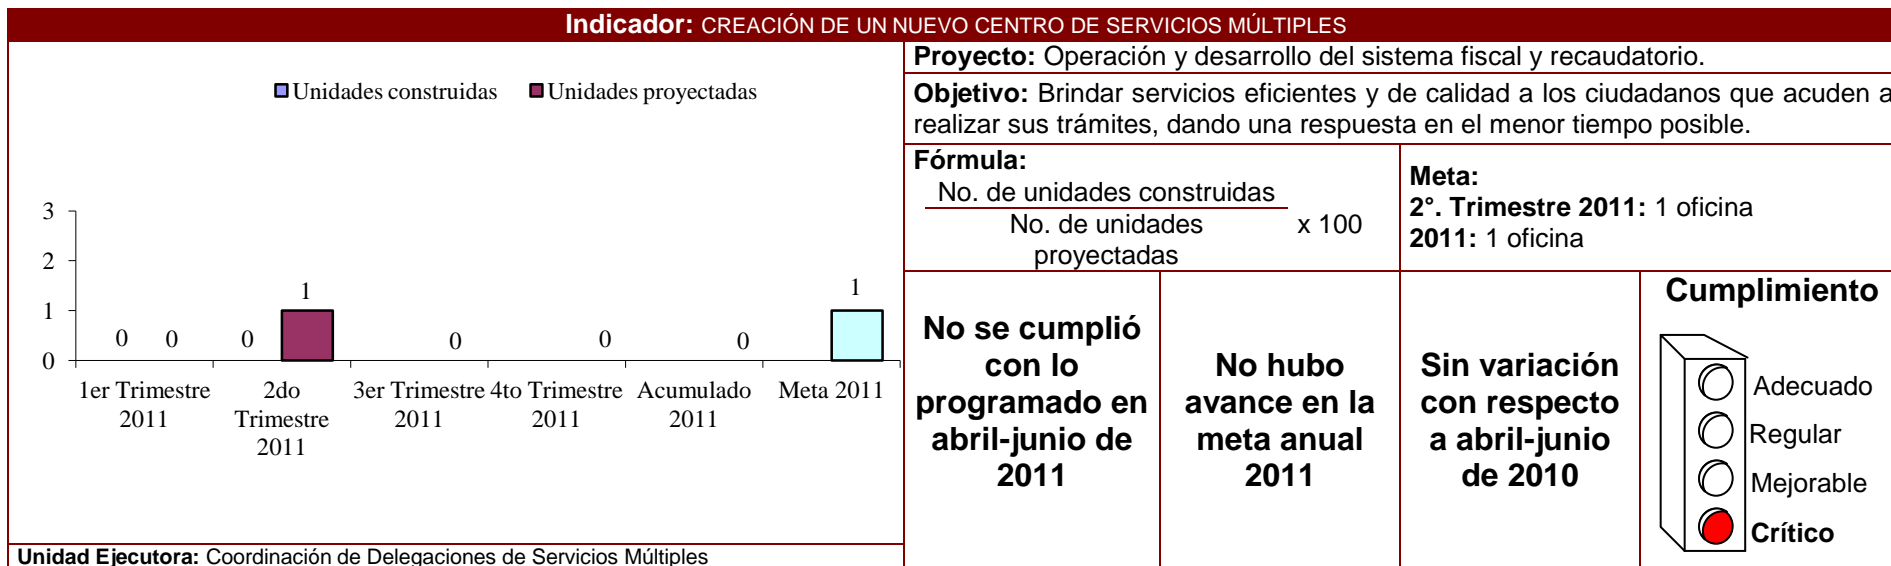 Indicador: CREACIÓN DE UN NUEVO CENTRO DE SERVICIOS MÚLTIPLES
Unidades construidas Unidades proyectadas
3
2
1
0
0 0 0 1 0 0 0 1
1er Trimestre 2011
2do Trimestre 2011
3er Trimestre 2011
4to Trimestre 2011
Acumulado 2011
Meta 2011
Unidad Ejecutora: Coordinación de Delegaciones de Servicios Múltiples
Proyecto: Operación y desarrollo del sistema fiscal y recaudatorio.
Objetivo: Brindar servicios eficientes y de calidad a los ciudadanos que acuden a
realizar sus trámites, dando una respuesta en el menor tiempo posible.
Fórmula:
No. de unidades construidas
No. de unidades
proyectadas
x 100
Meta:
2°. Trimestre 2011: 1 oficina
2011: 1 oficina
No se cumplió
con lo
programado en
abril-junio de
2011
No hubo
avance en la
meta anual
2011
Sin variación
con respecto
a abril-junio
de 2010
Cumplimiento
Adecuado
Regular
Mejorable
Crítico